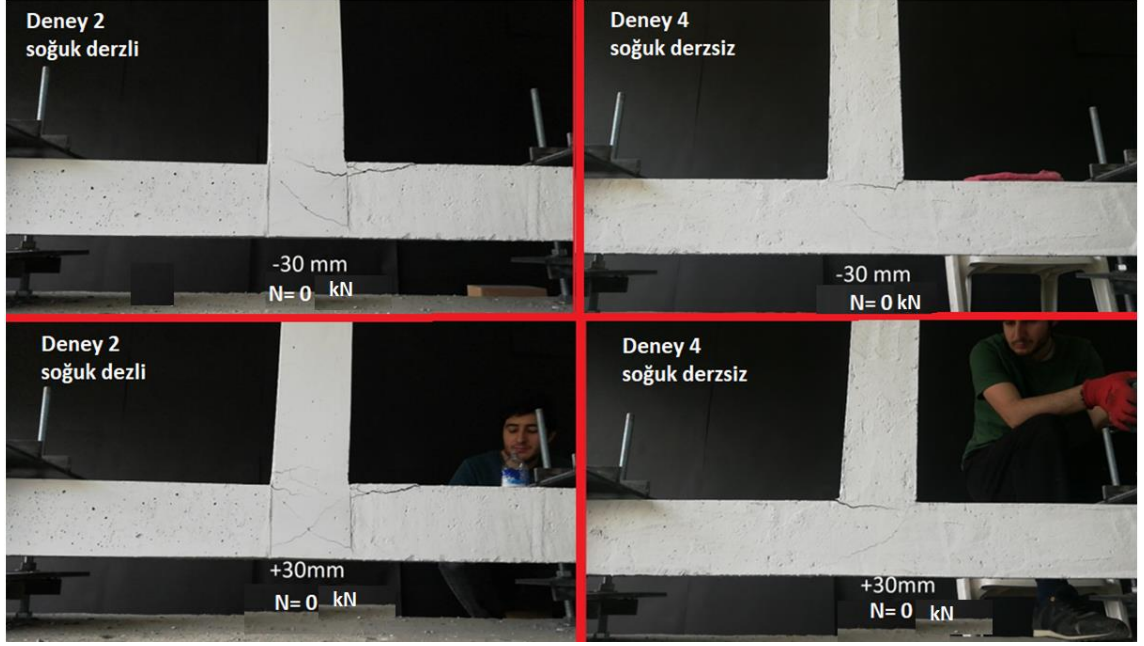 Deney 2
soğuk derzli
-30 mm
N= 0 kN
Deney 4
soğuk derzsiz
-30 mm
N= 0 kN
Deney 2
soğuk dezli
+30mm
N= 0 kN
Deney 4
soğuk derzsiz
+30mm
N= 0 kN